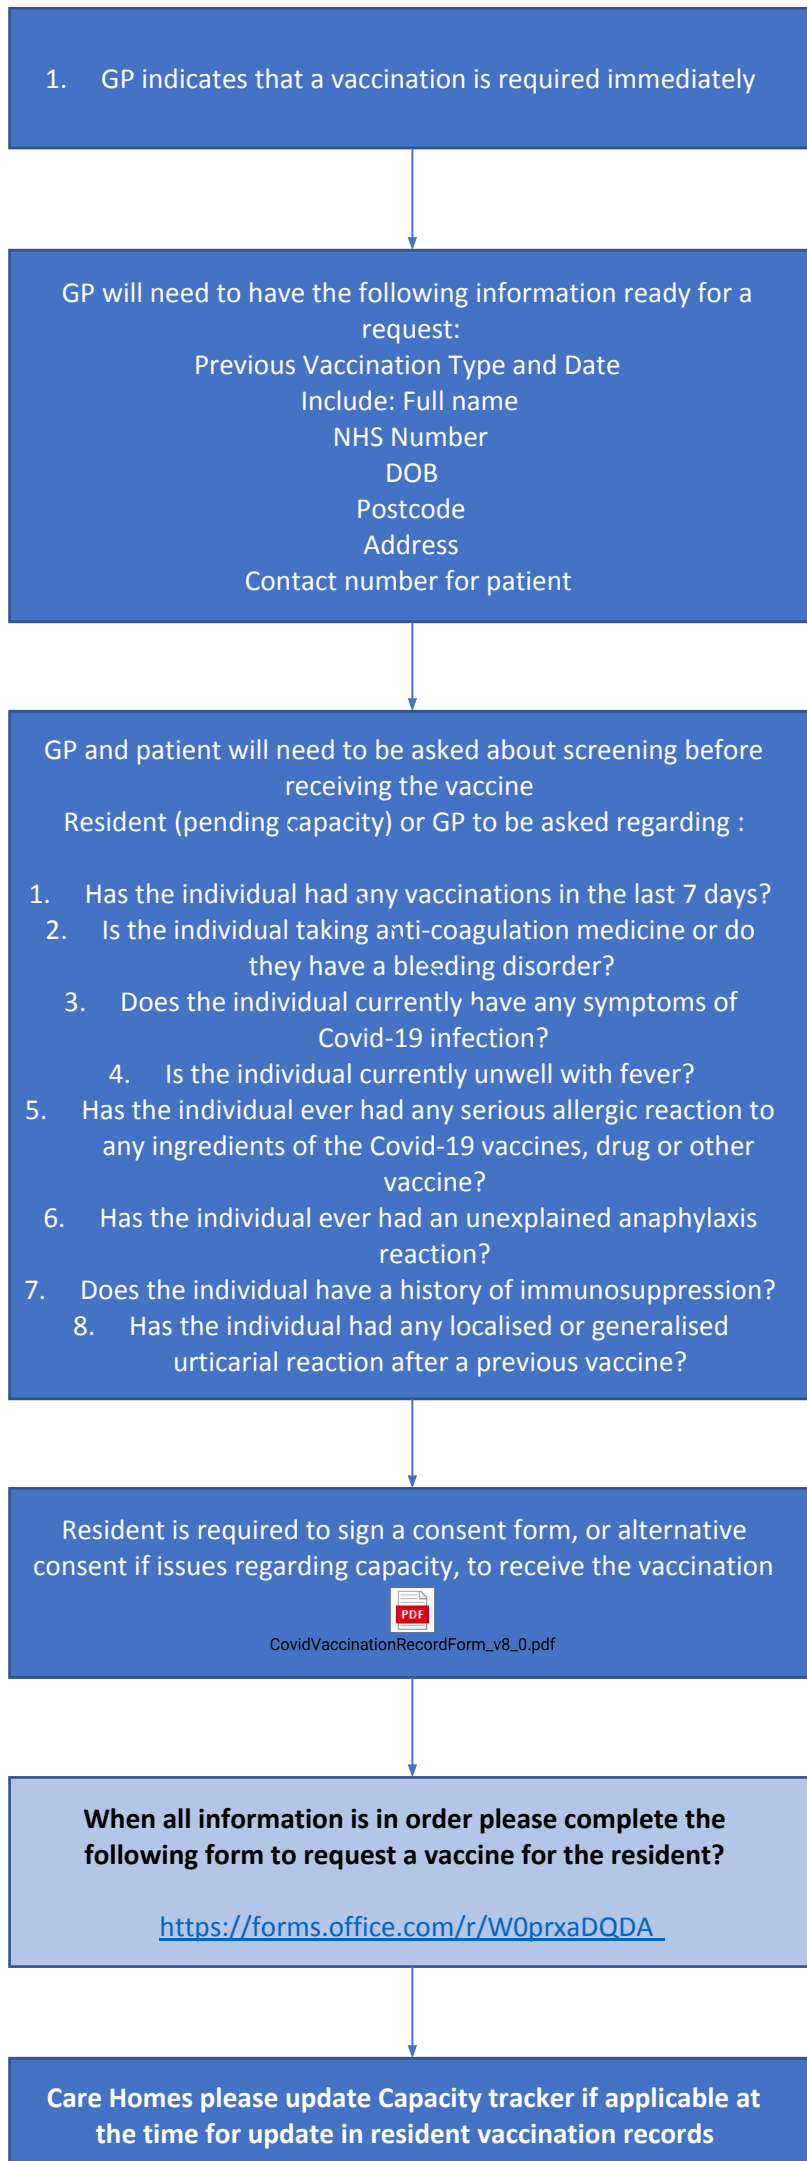 1. GP indicates that a vaccination is required immediately
GP will need to have the following information ready for a
request:
Previous Vaccination Type and Date
Include: Full name
NHS Number
DOB
Postcode
Address
Contact number for patient
GP and patient will need to be asked about screening before
receiving the vaccine
Resident (pending capacity) or GP to be asked regarding :
1. Has the individual had any vaccinations in the last 7 days?
2. Is the individual taking anti-coagulation medicine or do
they have a bleeding disorder?
3. Does the individual currently have any symptoms of
Covid-19 infection?
4. Is the individual currently unwell with fever?
5. Has the individual ever had any serious allergic reaction to
any ingredients of the Covid-19 vaccines, drug or other
vaccine?
6. Has the individual ever had an unexplained anaphylaxis
reaction?
7. Does the individual have a history of immunosuppression?
8. Has the individual had any localised or generalised
urticarial reaction after a previous vaccine?
Resident is required to sign a consent form, or alternative
consent if issues regarding capacity, to receive the vaccination
PDF
CovidVaccinationRecordForm_v8_0.pdf
When all information is in order please complete the
following form to request a vaccine for the resident?
https://forms.office.com/r/W0prxaDQDA
Care Homes please update Capacity tracker if applicable at
the time for update in resident vaccination records